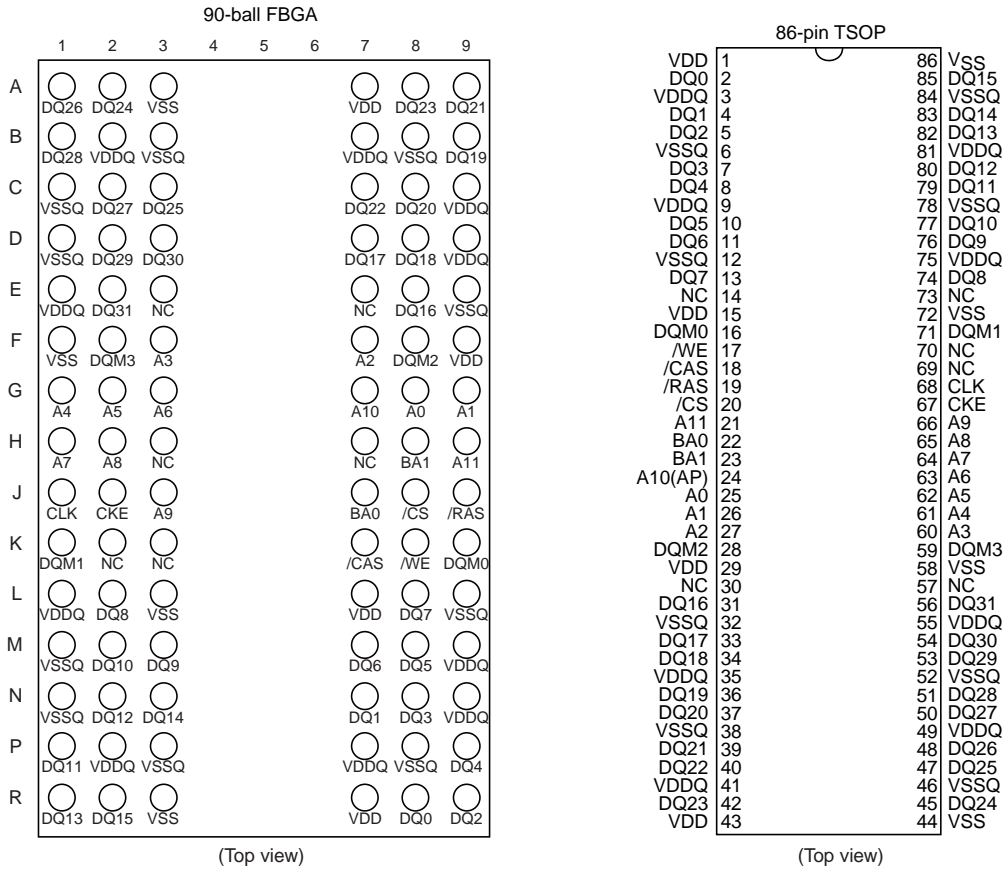 90-ball FBGA
1 2 3 4 5 6 7 8 9
A
DQ26 DQ24 VSS VDD DQ23 DQ21
B
DQ28 VDDQ VSSQ VDDQ VSSQ DQ19
C
VSSQ DQ27 DQ25 DQ22 DQ20 VDDQ
D
VSSQ DQ29 DQ30 DQ17 DQ18 VDDQ
E
VDDQ DQ31 NC NC DQ16 VSSQ
F
VSS DQM3 A3 A2 DQM2 VDD
G
A4 A5 A6 A10 A0 A1
H
A7 A8 NC NC BA1 A11
J
CLK CKE A9 BA0 /CS /RAS
K
DQM1 NC NC /CAS /WE DQM0
L
VDDQ DQ8 VSS VDD DQ7 VSSQ
M
VSSQ DQ10 DQ9 DQ6 DQ5 VDDQ
N
VSSQ DQ12 DQ14 DQ1 DQ3 VDDQ
P
DQ11 VDDQ VSSQ VDDQ VSSQ DQ4
R
DQ13 DQ15 VSS VDD DQ0 DQ2
(Top view)
86-pin TSOP
VDD 1 86 VSS
DQ0 2 85 DQ15
VDDQ 3 84 VSSQ
DQ1 4 83 DQ14
DQ2 5 82 DQ13
VSSQ 6 81 VDDQ
DQ3 7 80 DQ12
DQ4 8 79 DQ11
VDDQ 9 78 VSSQ
DQ5 10 77 DQ10
DQ6 11 76 DQ9
VSSQ 12 75 VDDQ
DQ7 13 74 DQ8
NC 14 73 NC
VDD 15 72 VSS
DQM0 16 71 DQM1
/WE 17 70 NC
/CAS 18 69 NC
/RAS 19 68 CLK
/CS 20 67 CKE
A11 21 66 A9
BA0 22 65 A8
BA1 23 64 A7
A10(AP) 24 63 A6
A0 25 62 A5
A1 26 61 A4
A2 27 60 A3
DQM2 28 59 DQM3
VDD 29 58 VSS
NC 30 57 NC
DQ16 31 56 DQ31
VSSQ 32 55 VDDQ
DQ17 33 54 DQ30
DQ18 34 53 DQ29
VDDQ 35 52 VSSQ
DQ19 36 51 DQ28
DQ20 37 50 DQ27
VSSQ 38 49 VDDQ
DQ21 39 48 DQ26
DQ22 40 47 DQ25
VDDQ 41 46 VSSQ
DQ23 42 45 DQ24
VDD 43 44 VSS
(Top view)